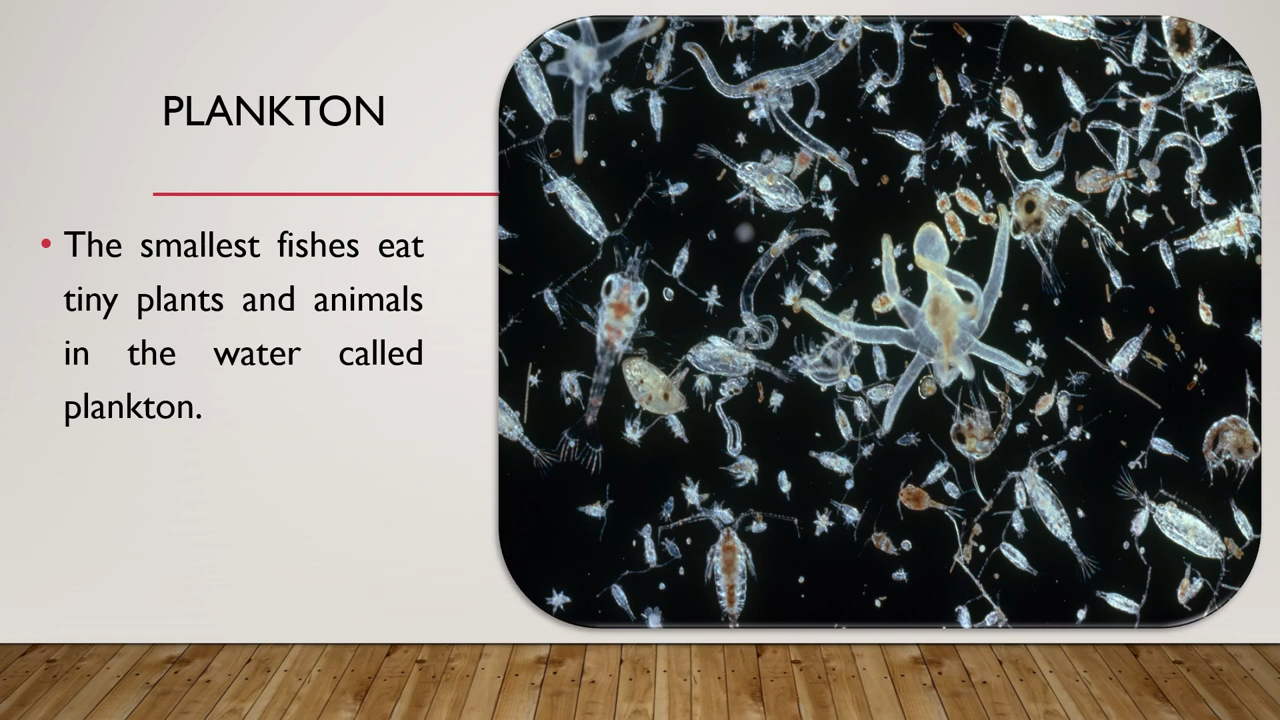 PLANKTON
• The smallest fishes eat
tiny plants and animals
in the water called
plankton.